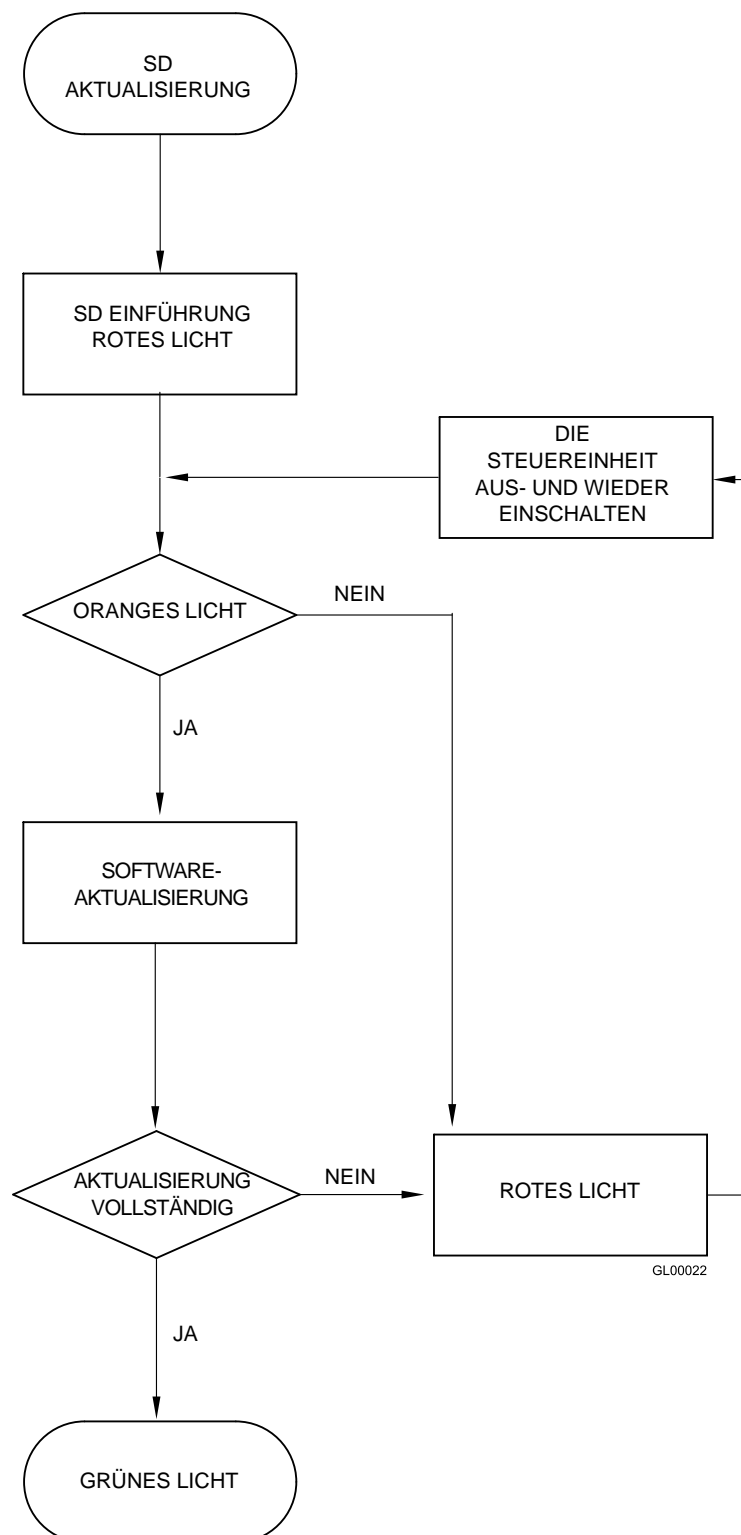 SD
AKTUALISIERUNG
SD EINFÜHRUNG
ROTES LICHT
DIE
STEUEREINHEIT
AUS- UND WIEDER
EINSCHALTEN
ORANGES LICHT
NEIN
JA
SOFTWARE-
AKTUALISIERUNG
AKTUALISIERUNG
VOLLSTÄNDIG
NEIN
ROTES LICHT
GL00022
JA
GRÜNES LICHT